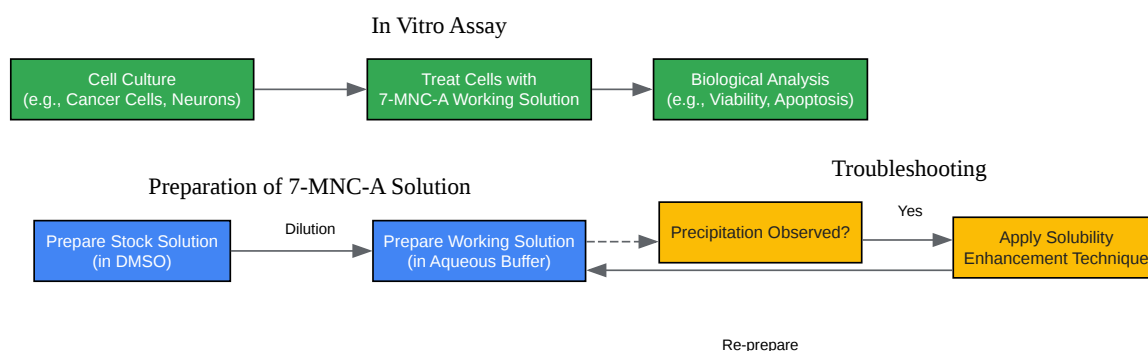 In Vitro Assay
Cell Culture
(e.g., Cancer Cells, Neurons)
Treat Cells with
7-MNC-A Working Solution
Biological Analysis
(e.g., Viability, Apoptosis)
Troubleshooting
Preparation of 7-MNC-A Solution
Prepare Stock Solution
(in DMSO)
Dilution
Prepare Working Solution
(in Aqueous Buffer)
Precipitation Observed?
Yes
Apply Solubility
Enhancement Technique
Re-prepare